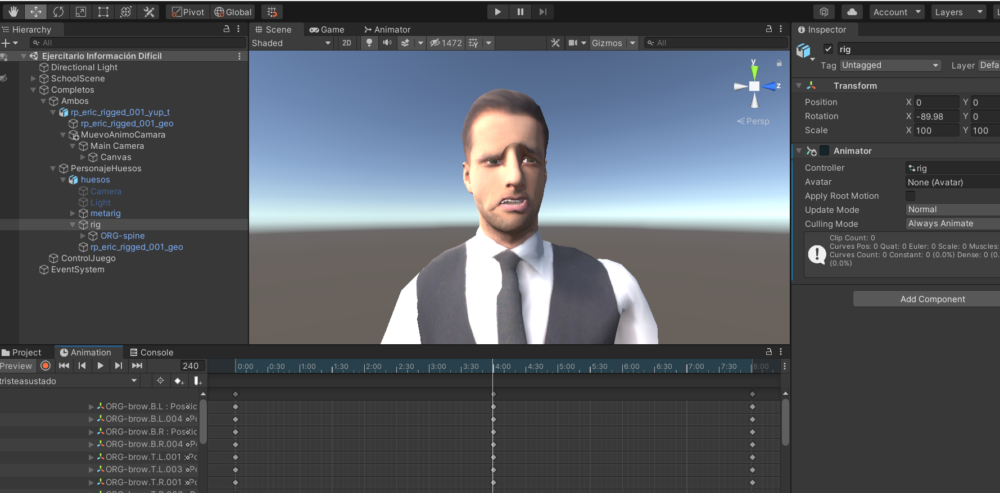 Pivot Global Account Layers L
Hierarchy
All
Ejercitario Información Difícil
Directional Light
SchoolScene
Completos
Ambos
rp_eric_rigged_001_yup_t
rp_eric_rigged_001_geo
MuevoAnimoCamara
Main Camera
Canvas
PersonajeHuesos
huesos
Camera
Light
metarig
rig
ORG-spine
rp_eric_rigged_001_geo
ControlJuego
EventSystem
Scene Game Animator
Shaded 2D 1472 Gizmos All
y
z
Persp
Inspector
rig
Tag Untagged Layer Defa
Transform
Position X 0 Y 0
Rotation X -89.98 Y 0
Scale X 100 Y 100
Animator
Controller rig
Avatar None (Avatar)
Apply Root Motion
Update Mode Normal
Culling Mode Always Animate
Clip Count: 0
Curves Pos: 0 Quat: 0 Euler: 0 Scale: 0 Muscles:
Curves Count: 0 Constant: 0 (0.0%) Dense: 0 (0.
(0.0%)
Add Component
Project Animation Console
Preview 240 0:00 0:30 1:00 1:30 2:00 2:30 3:00 3:30 4:00 4:30 5:00 5:30 6:00 6:30 7:00 7:30 8:00
tristeasustado
ORG-brow.B.L : Positic
ORG-brow.B.L.004 : Po
ORG-brow.B.R : Positic
ORG-brow.B.R.004 : Po
ORG-brow.T.L.001 : Po
ORG-brow.T.L.003 : Po
ORG-brow.T.R.001 : Po